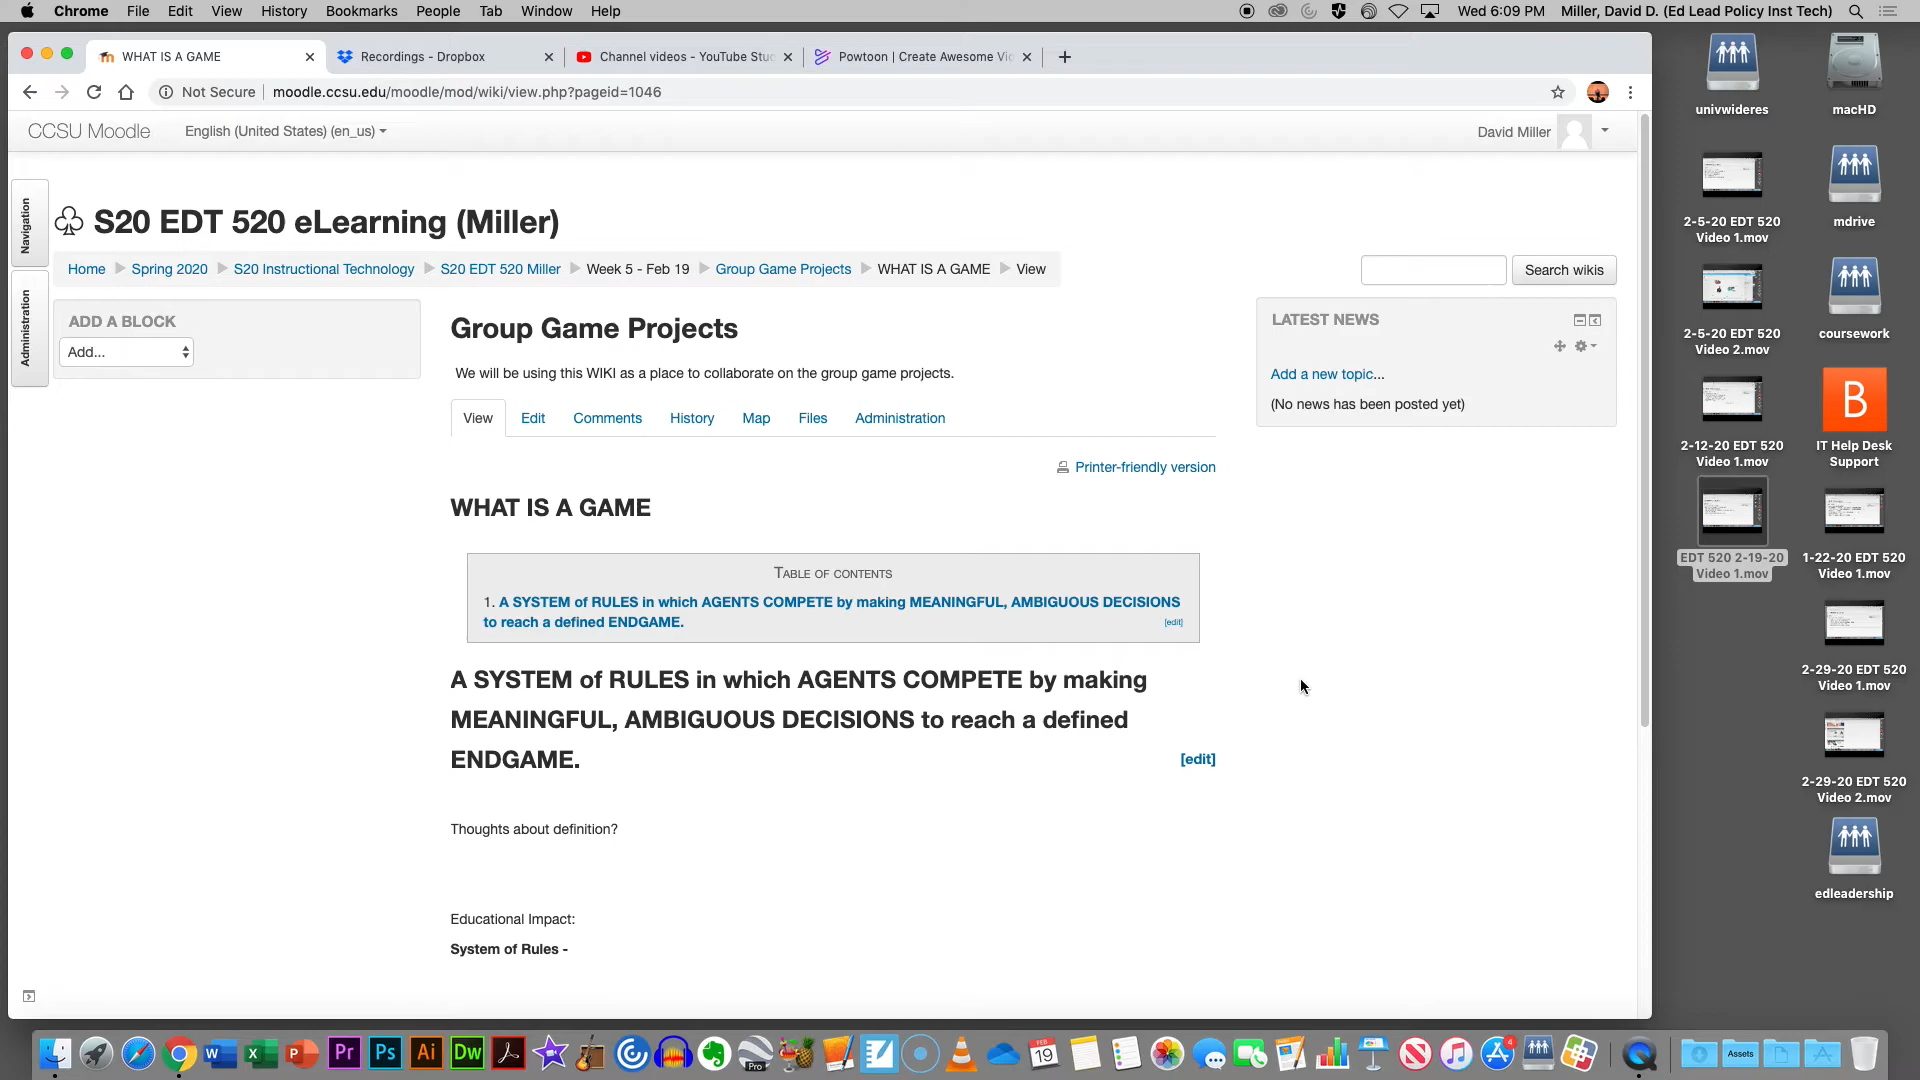 Chrome File Edit View History Bookmarks People Tab Window Help
Wed 6:09 PM Miller, David D. (Ed Lead Policy Inst Tech)
WHAT IS A GAME
Recordings - Dropbox
Channel videos - YouTube Stud
Powtoon | Create Awesome Vid
Not Secure | moodle.ccsu.edu/moodle/mod/wiki/view.php?pageid=1046
CCSU Moodle English (United States) (en_us)
David Miller
Navigation
Administration
S20 EDT 520 eLearning (Miller)
Home Spring 2020 S20 Instructional Technology S20 EDT 520 Miller Week 5 - Feb 19 Group Game Projects WHAT IS A GAME View
Search wikis
ADD A BLOCK
Add...
Group Game Projects
We will be using this WIKI as a place to collaborate on the group game projects.
View Edit Comments History Map Files Administration
Printer-friendly version
WHAT IS A GAME
TABLE OF CONTENTS
1. A SYSTEM of RULES in which AGENTS COMPETE by making MEANINGFUL, AMBIGUOUS DECISIONS
to reach a defined ENDGAME. [edit]
A SYSTEM of RULES in which AGENTS COMPETE by making
MEANINGFUL, AMBIGUOUS DECISIONS to reach a defined
ENDGAME. [edit]
Thoughts about definition?
Educational Impact:
System of Rules -
LATEST NEWS
Add a new topic...
(No news has been posted yet)
univwideres
macHD
2-5-20 EDT 520
Video 1.mov
mdrive
2-5-20 EDT 520
Video 2.mov
coursework
2-12-20 EDT 520
Video 1.mov
B
IT Help Desk
Support
EDT 520 2-19-20
Video 1.mov
1-22-20 EDT 520
Video 1.mov
2-29-20 EDT 520
Video 1.mov
2-29-20 EDT 520
Video 2.mov
edleadership
W X P Pr Ps Ai Dw
Pro
FEB
19
4
Assets